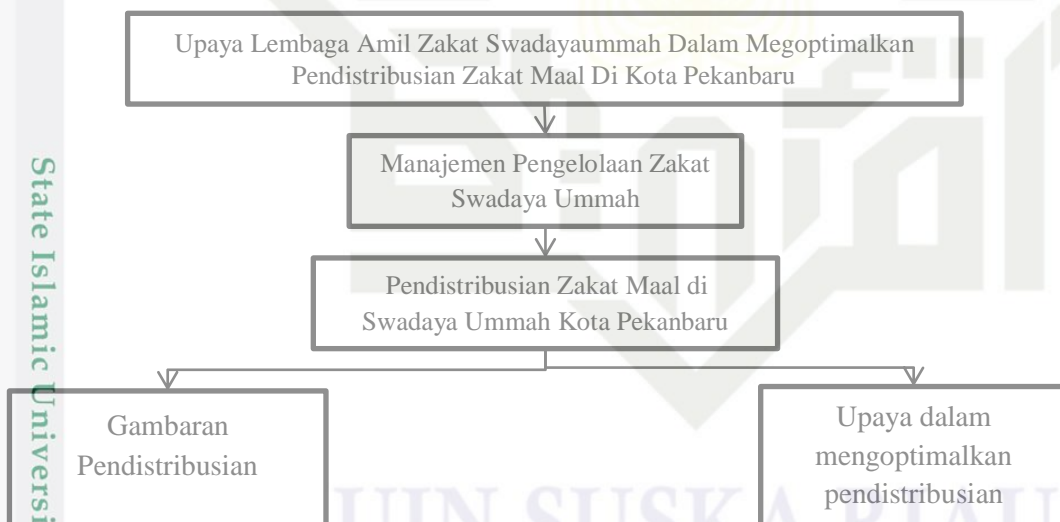 Upaya Lembaga Amil Zakat Swadayaummah Dalam Megoptimalkan
Pendistribusian Zakat Maal Di Kota Pekanbaru
Manajemen Pengelolaan Zakat
Swadaya Ummah
Pendistribusian Zakat Maal di
Swadaya Ummah Kota Pekanbaru
Gambaran
Pendistribusian
Upaya dalam
mengoptimalkan
pendistribusian
State Islamic Universi
UIN SUSKA RIAU